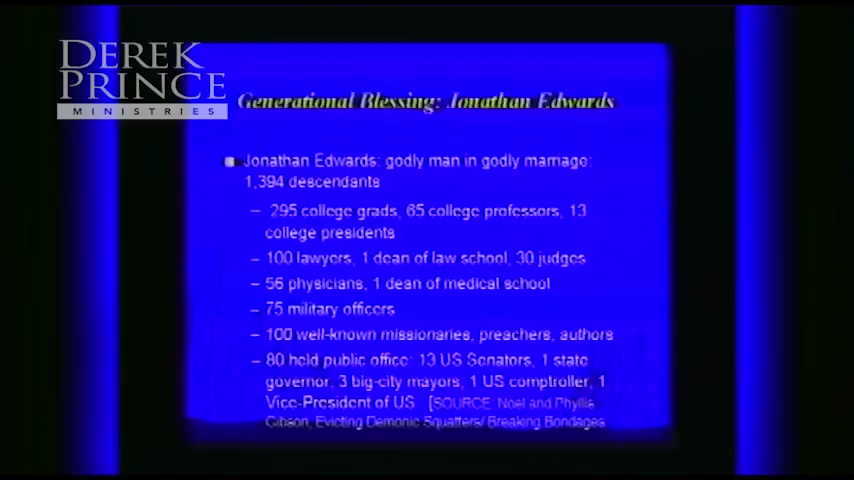 DEREK
PRINCE
MINISTRIES
Generational Blessing: Jonathan Edwards
Jonathan Edwards: godly man in godly marriage:
1,394 descendants
– 295 college grads, 65 college professors, 13
college presidents
– 100 lawyers, 1 dean of law school, 30 judges
– 56 physicians, 1 dean of medical school
– 75 military officers
– 100 well-known missionaries, preachers, authors
– 80 held public office: 13 US Senators, 1 state
governor, 3 big-city mayors, 1 US comptroller, 1
Vice-President of US [SOURCE: Noel and Phyllis
Gibson, Evicting Demonic Squatters/ Breaking Bondages